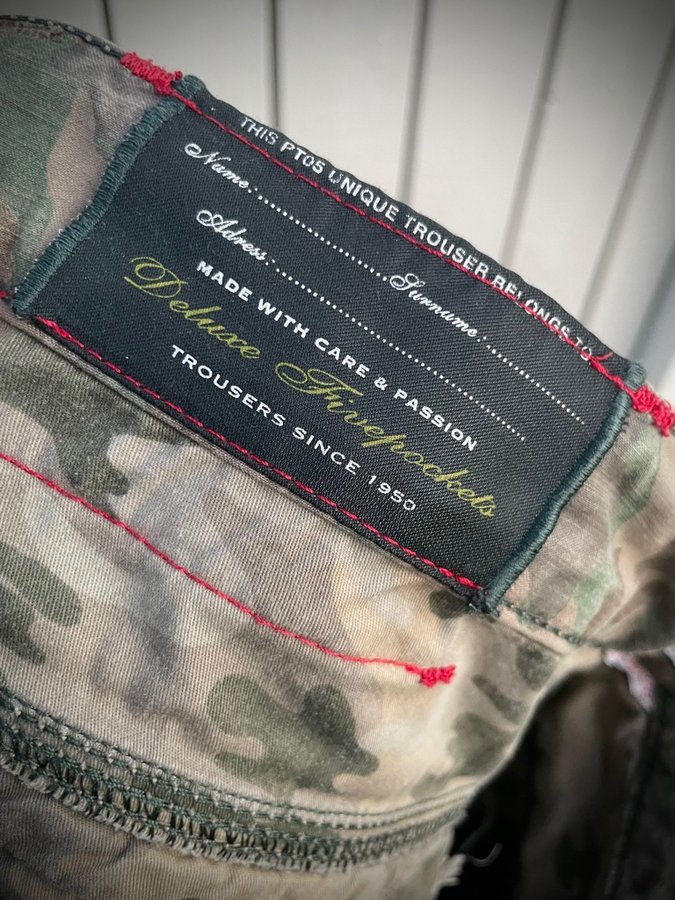 THIS PT05 UNIQUE TROUSER BELONGS TO
Name:....................Surname:....................
Adress:..................................................
MADE WITH CARE & PASSION
Deluxe Fivepockets
TROUSERS SINCE 1950